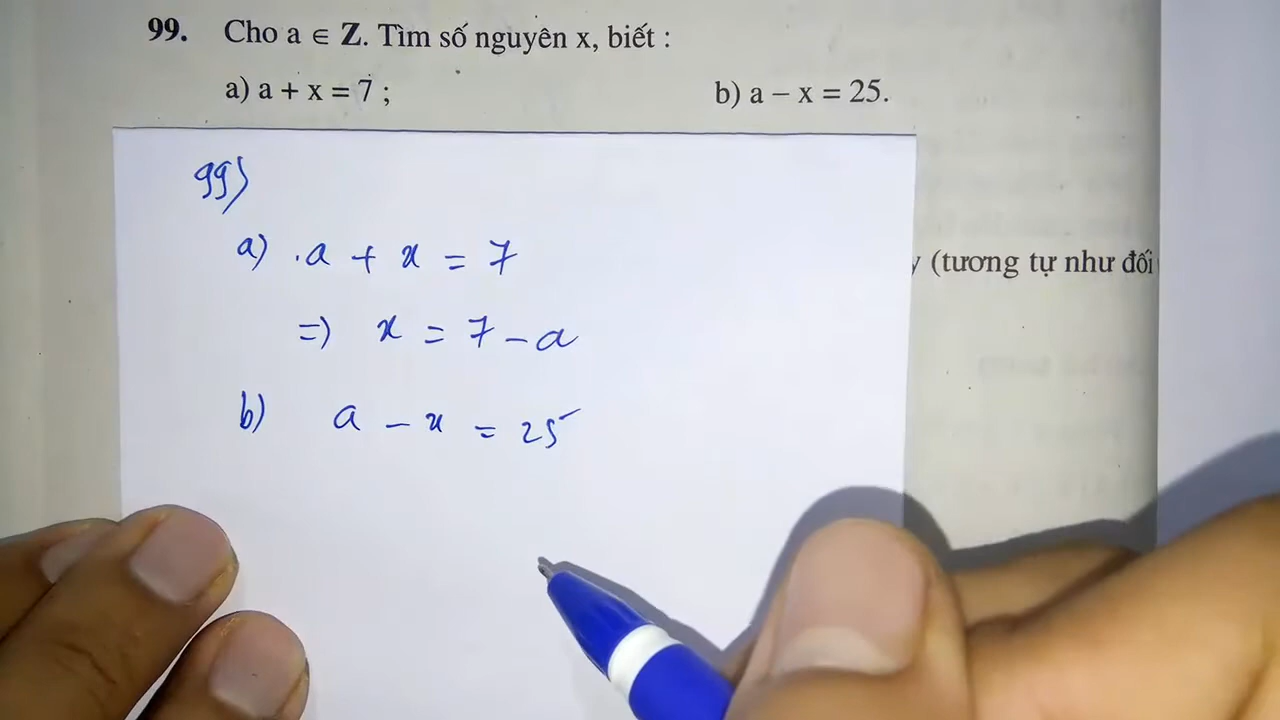 99. Cho a ∈ Z. Tìm số nguyên x, biết :
a) a + x = 7 ; b) a – x = 25.
99)
a) .a + x = 7
(tương tự như đối
=) x = 7 - a
b) a - x = 25